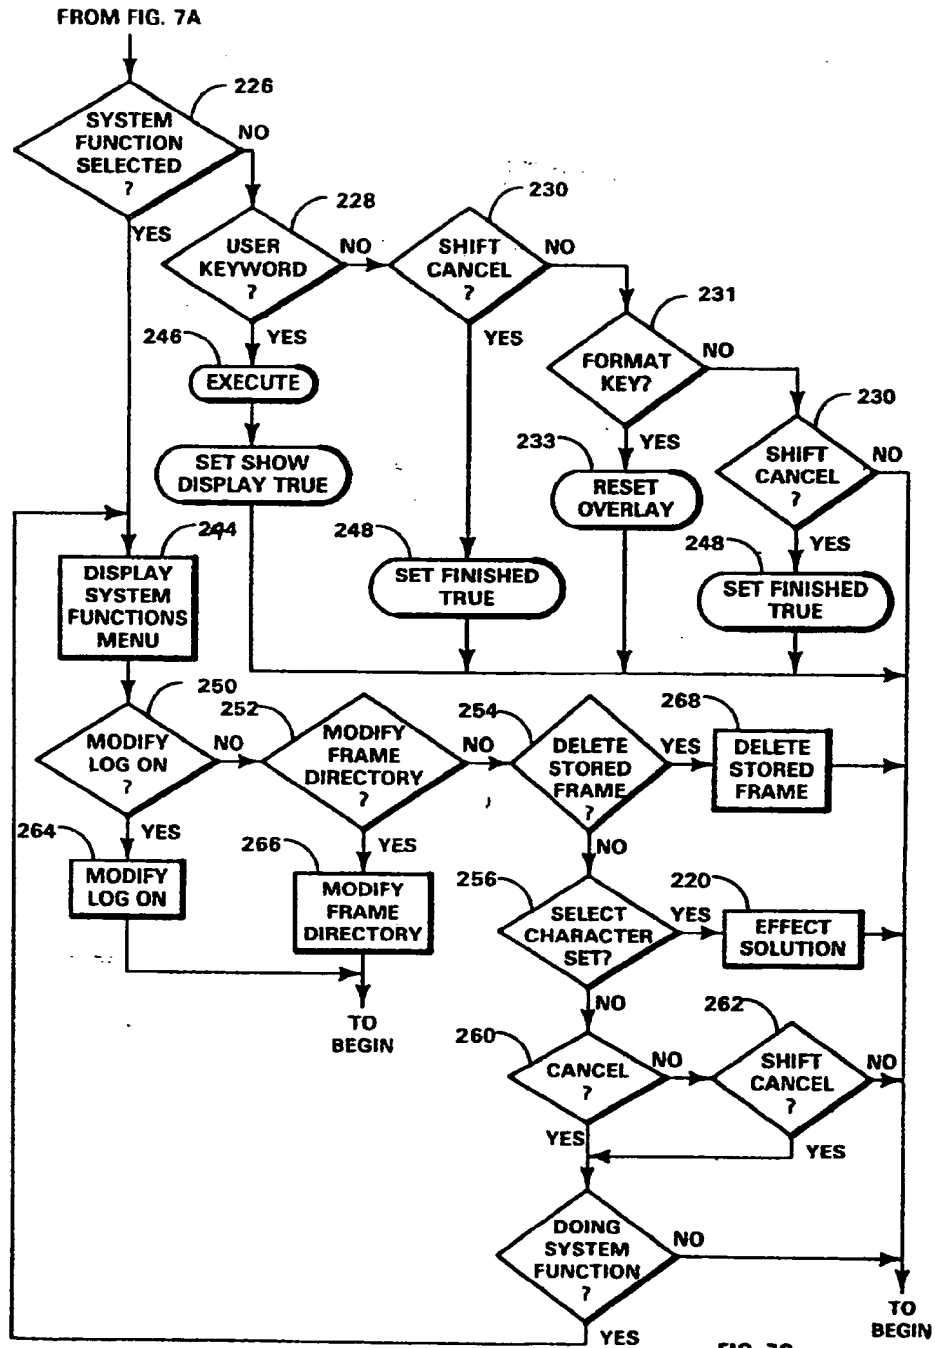 FROM FIG. 7A
226
SYSTEM
FUNCTION
SELECTED
?
NO
YES
228
USER
KEYWORD
?
NO
YES
230
SHIFT
CANCEL
?
NO
YES
231
FORMAT
KEY?
NO
YES
230
SHIFT
CANCEL
?
NO
YES
246
EXECUTE
SET SHOW
DISPLAY TRUE
233
RESET
OVERLAY
248
SET FINISHED
TRUE
248
SET FINISHED
TRUE
244
DISPLAY
SYSTEM
FUNCTIONS
MENU
250
MODIFY
LOG ON
?
NO
YES
252
MODIFY
FRAME
DIRECTORY
?
NO
YES
254
DELETE
STORED
FRAME
?
YES
NO
268
DELETE
STORED
FRAME
264
MODIFY
LOG ON
266
MODIFY
FRAME
DIRECTORY
TO
BEGIN
256
SELECT
CHARACTER
SET?
YES
NO
220
EFFECT
SOLUTION
260
CANCEL
?
NO
YES
262
SHIFT
CANCEL
?
NO
YES
DOING
SYSTEM
FUNCTION
?
NO
YES
TO
BEGIN